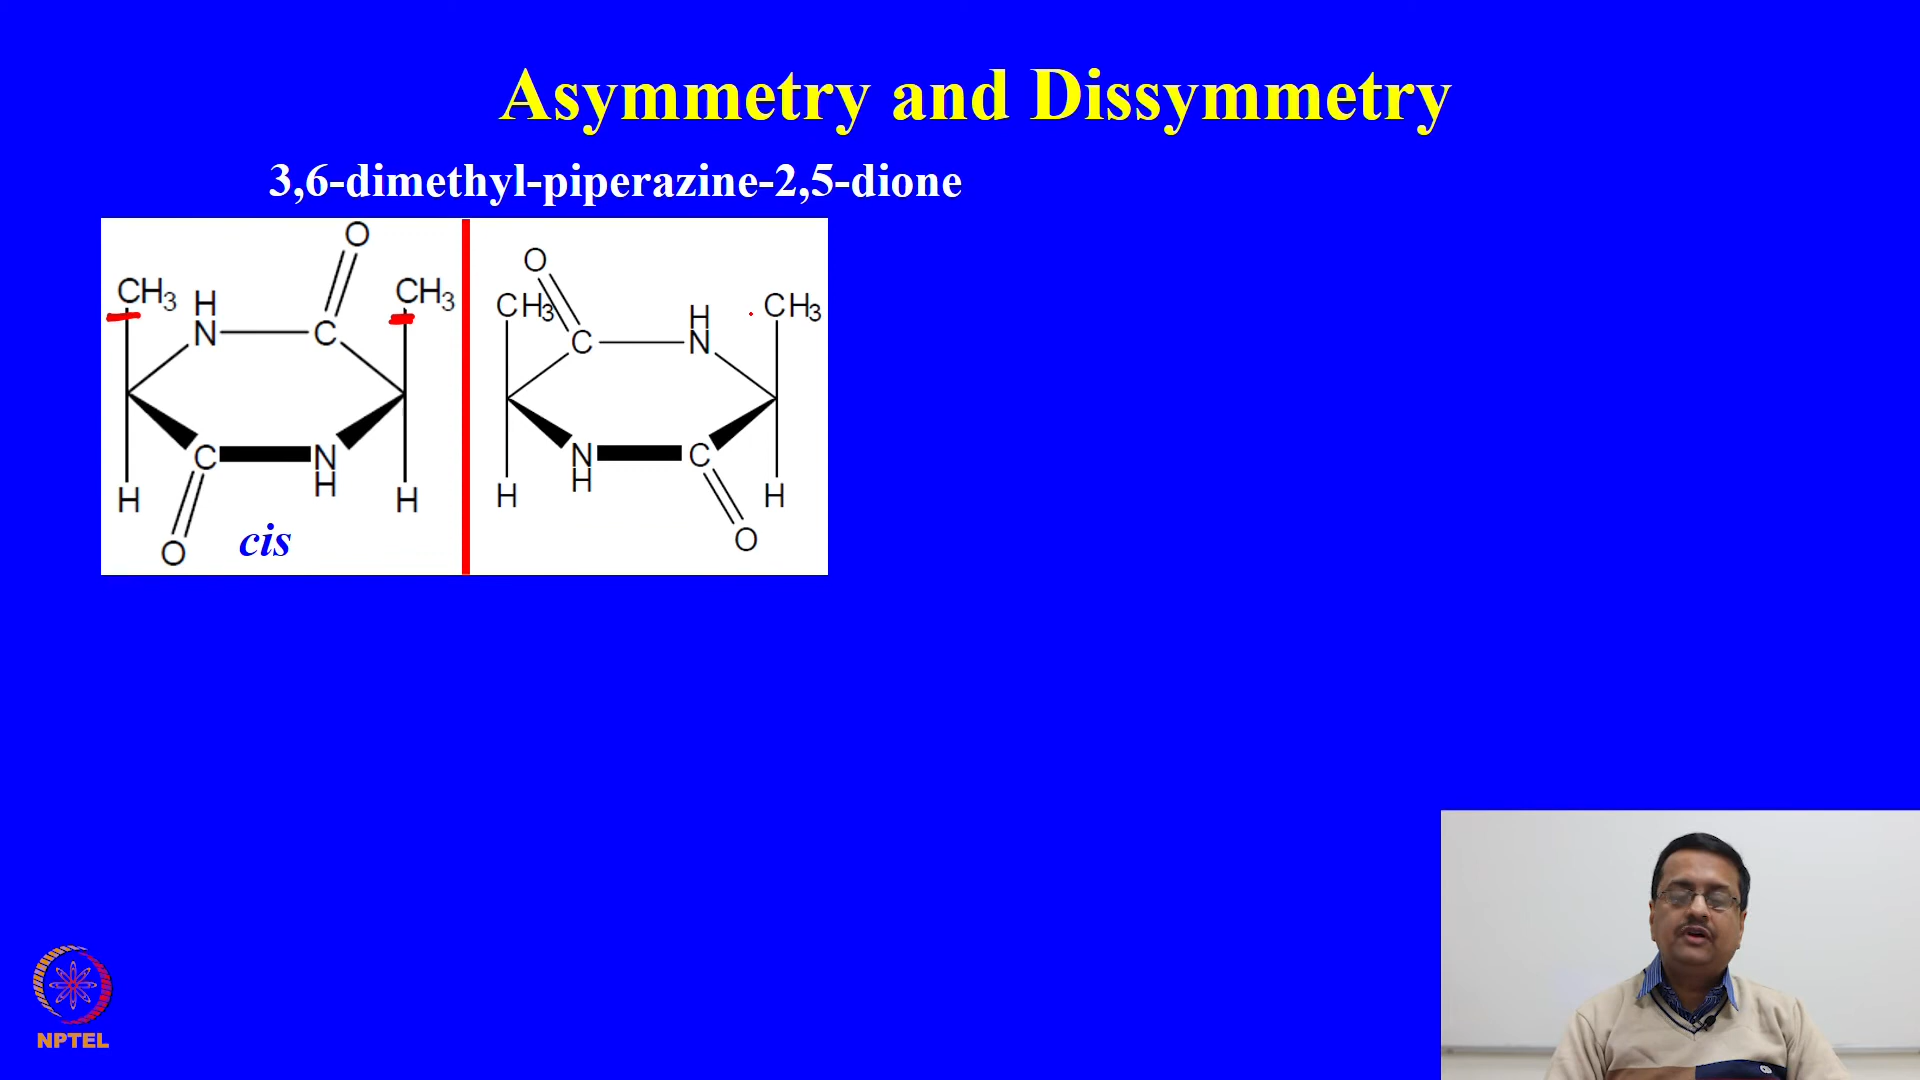 Asymmetry and Dissymmetry
3,6-dimethyl-piperazine-2,5-dione
O
CH3 H CH3
N C
C N
H H H
O cis
O
CH3 H CH3
C N
N C
H H H
O
NPTEL